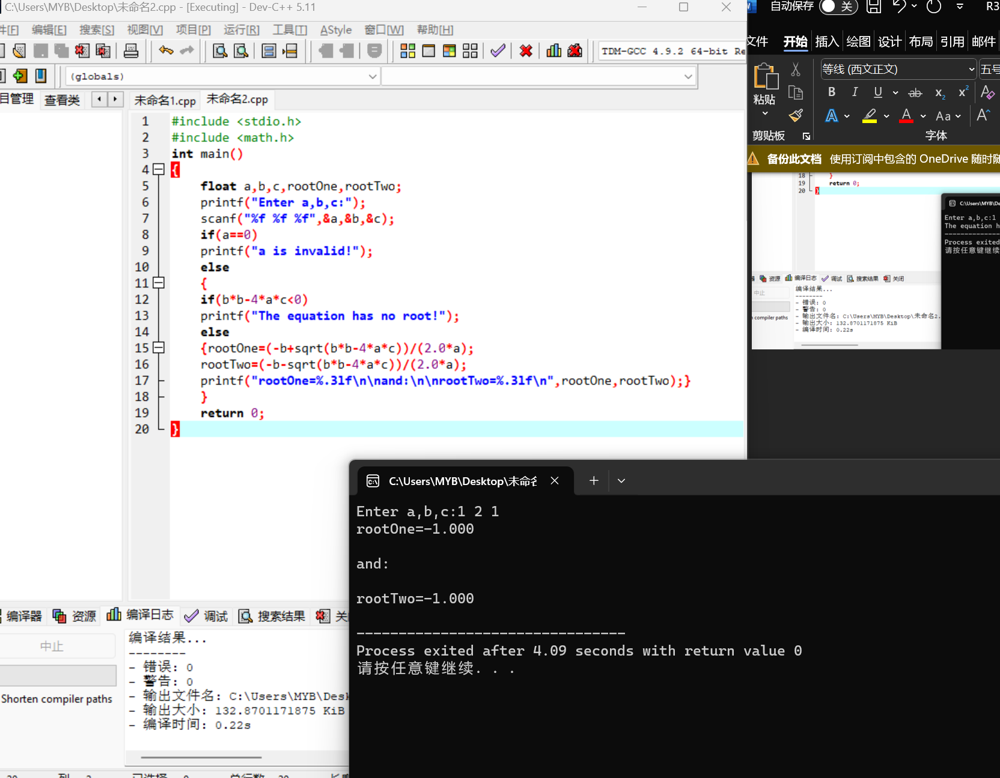 C:\Users\MYB\Desktop\未命名2.cpp - [Executing] - Dev-C++ 5.11
件[F] 编辑[E] 搜索[S] 视图[V] 项目[P] 运行[R] 工具[T] AStyle 窗口[W] 帮助[H]
TDM-GCC 4.9.2 64-bit Re
(globals)
目管理 查看类 未命名1.cpp 未命名2.cpp
1 #include <stdio.h>
2 #include <math.h>
3 int main()
4 {
5 float a,b,c,rootOne,rootTwo;
6 printf("Enter a,b,c:");
7 scanf("%f %f %f",&a,&b,&c);
8 if(a==0)
9 printf("a is invalid!");
10 else
11 {
12 if(b*b-4*a*c<0)
13 printf("The equation has no root!");
14 else
15 {rootOne=(-b+sqrt(b*b-4*a*c))/(2.0*a);
16 rootTwo=(-b-sqrt(b*b-4*a*c))/(2.0*a);
17 printf("rootOne=%.3lf\n\nand:\n\nrootTwo=%.3lf\n",rootOne,rootTwo);}
18 }
19 return 0;
20 }
编译器 资源 编译日志 调试 搜索结果
中止
Shorten compiler paths
编译结果...
--------
- 错误: 0
- 警告: 0
- 输出文件名: C:\Users\MYB\Desk
- 输出大小: 132.8701171875 KiB
- 编译时间: 0.22s
自动保存 关 R3
文件 开始 插入 绘图 设计 布局 引用 邮件
粘贴
剪贴板
等线 (西文正文) 五号
B I U ab x2 x2 A
A A Aa A
字体
备份此文档 使用订阅中包含的 OneDrive 随时随
18 }
19 return 0;
20 }
C:\Users\MYB\De
Enter a,b,c:1
The equation h
Process exited
请按任意键继续
资源 编译日志 调试 搜索结果 关闭
中止
n compiler paths
编译结果...
--------
- 错误: 0
- 警告: 0
- 输出文件名: C:\Users\MYB\Desktop\未命名2.
- 输出大小: 132.8701171875 KiB
- 编译时间: 0.22s
C:\Users\MYB\Desktop\未命名
Enter a,b,c:1 2 1
rootOne=-1.000
and:
rootTwo=-1.000
--------------------------------
Process exited after 4.09 seconds with return value 0
请按任意键继续. . .